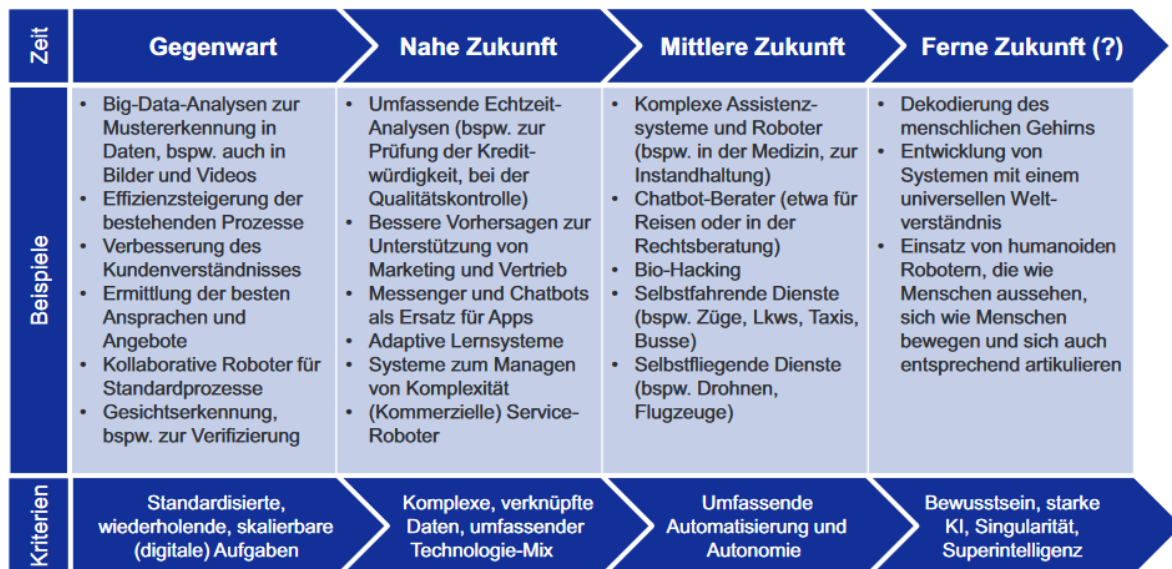 Zeit
Gegenwart
Nahe Zukunft
Mittlere Zukunft
Ferne Zukunft (?)
Beispiele
• Big-Data-Analysen zur
Mustererkennung in
Daten, bspw. auch in
Bilder und Videos
• Effizienzsteigerung der
bestehenden Prozesse
• Verbesserung des
Kundenverständnisses
• Ermittlung der besten
Ansprachen und
Angebote
• Kollaborative Roboter für
Standardprozesse
• Gesichtserkennung,
bspw. zur Verifizierung
• Umfassende Echtzeit-
Analysen (bspw. zur
Prüfung der Kredit-
würdigkeit, bei der
Qualitätskontrolle)
• Bessere Vorhersagen zur
Unterstützung von
Marketing und Vertrieb
• Messenger und Chatbots
als Ersatz für Apps
• Adaptive Lernsysteme
• Systeme zum Managen
von Komplexität
• (Kommerzielle) Service-
Roboter
• Komplexe Assistenz-
systeme und Roboter
(bspw. in der Medizin, zur
Instandhaltung)
• Chatbot-Berater (etwa für
Reisen oder in der
Rechtsberatung)
• Bio-Hacking
• Selbstfahrende Dienste
(bspw. Züge, Lkws, Taxis,
Busse)
• Selbstfliegende Dienste
(bspw. Drohnen,
Flugzeuge)
• Dekodierung des
menschlichen Gehirns
• Entwicklung von
Systemen mit einem
universellen Welt-
verständnis
• Einsatz von humanoiden
Robotern, die wie
Menschen aussehen,
sich wie Menschen
bewegen und sich auch
entsprechend artikulieren
Kriterien
Standardisierte,
wiederholende, skalierbare
(digitale) Aufgaben
Komplexe, verknüpfte
Daten, umfassender
Technologie-Mix
Umfassende
Automatisierung und
Autonomie
Bewusstsein, starke
KI, Singularität,
Superintelligenz